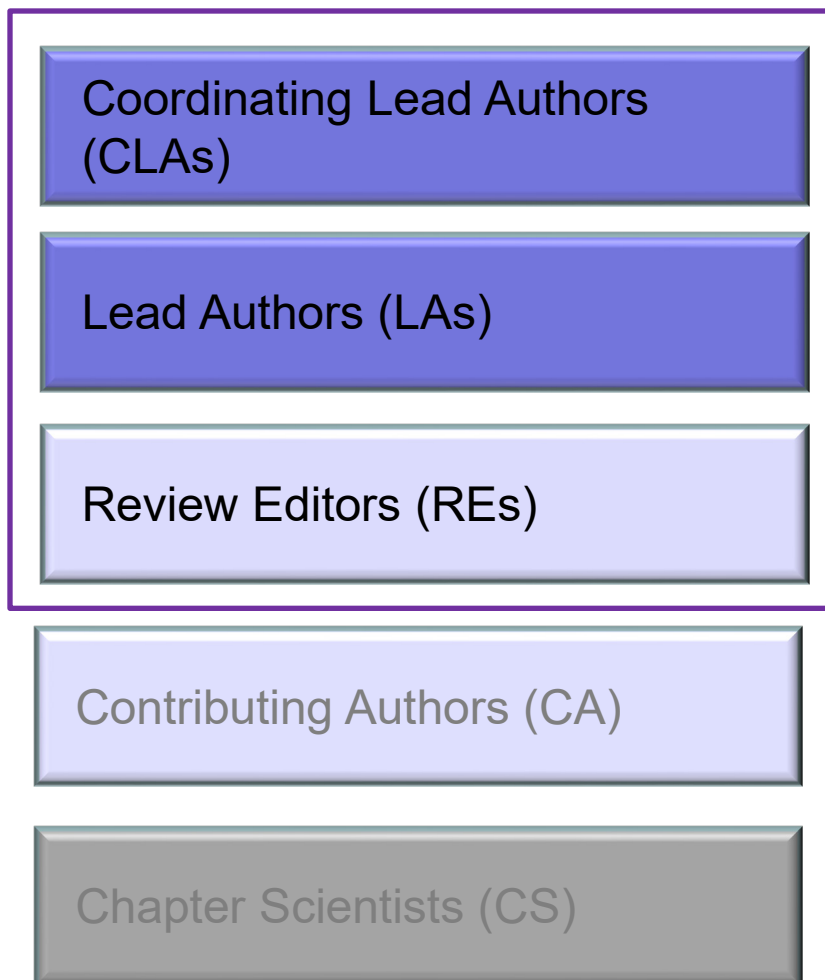 Coordinating Lead Authors
(CLAs)
Lead Authors (LAs)
Review Editors (REs)
Contributing Authors (CA)
Chapter Scientists (CS)